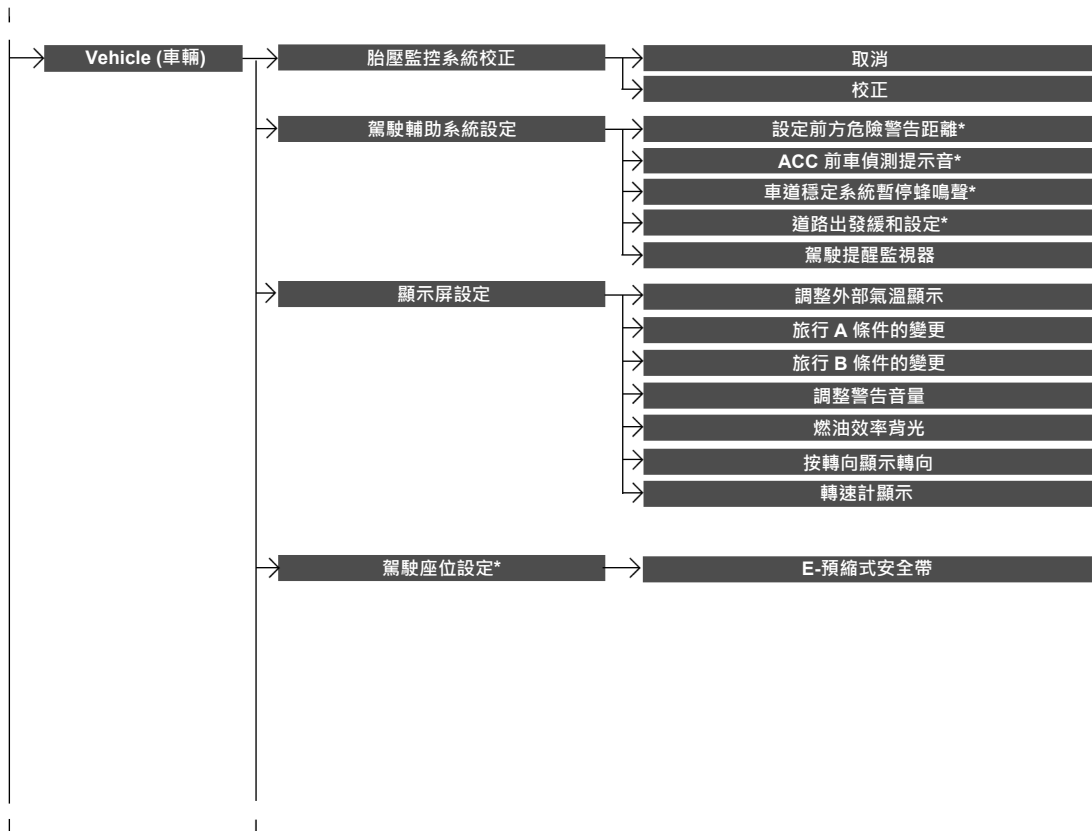 Vehicle (車輛)
胎壓監控系統校正
取消
校正
駕駛輔助系統設定
設定前方危險警告距離*
ACC 前車偵測提示音*
車道穩定系統暫停蜂鳴聲*
道路出發緩和設定*
駕駛提醒監視器
顯示屏設定
調整外部氣溫顯示
旅行 A 條件的變更
旅行 B 條件的變更
調整警告音量
燃油效率背光
按轉向顯示轉向
轉速計顯示
駕駛座位設定*
E-預縮式安全帶